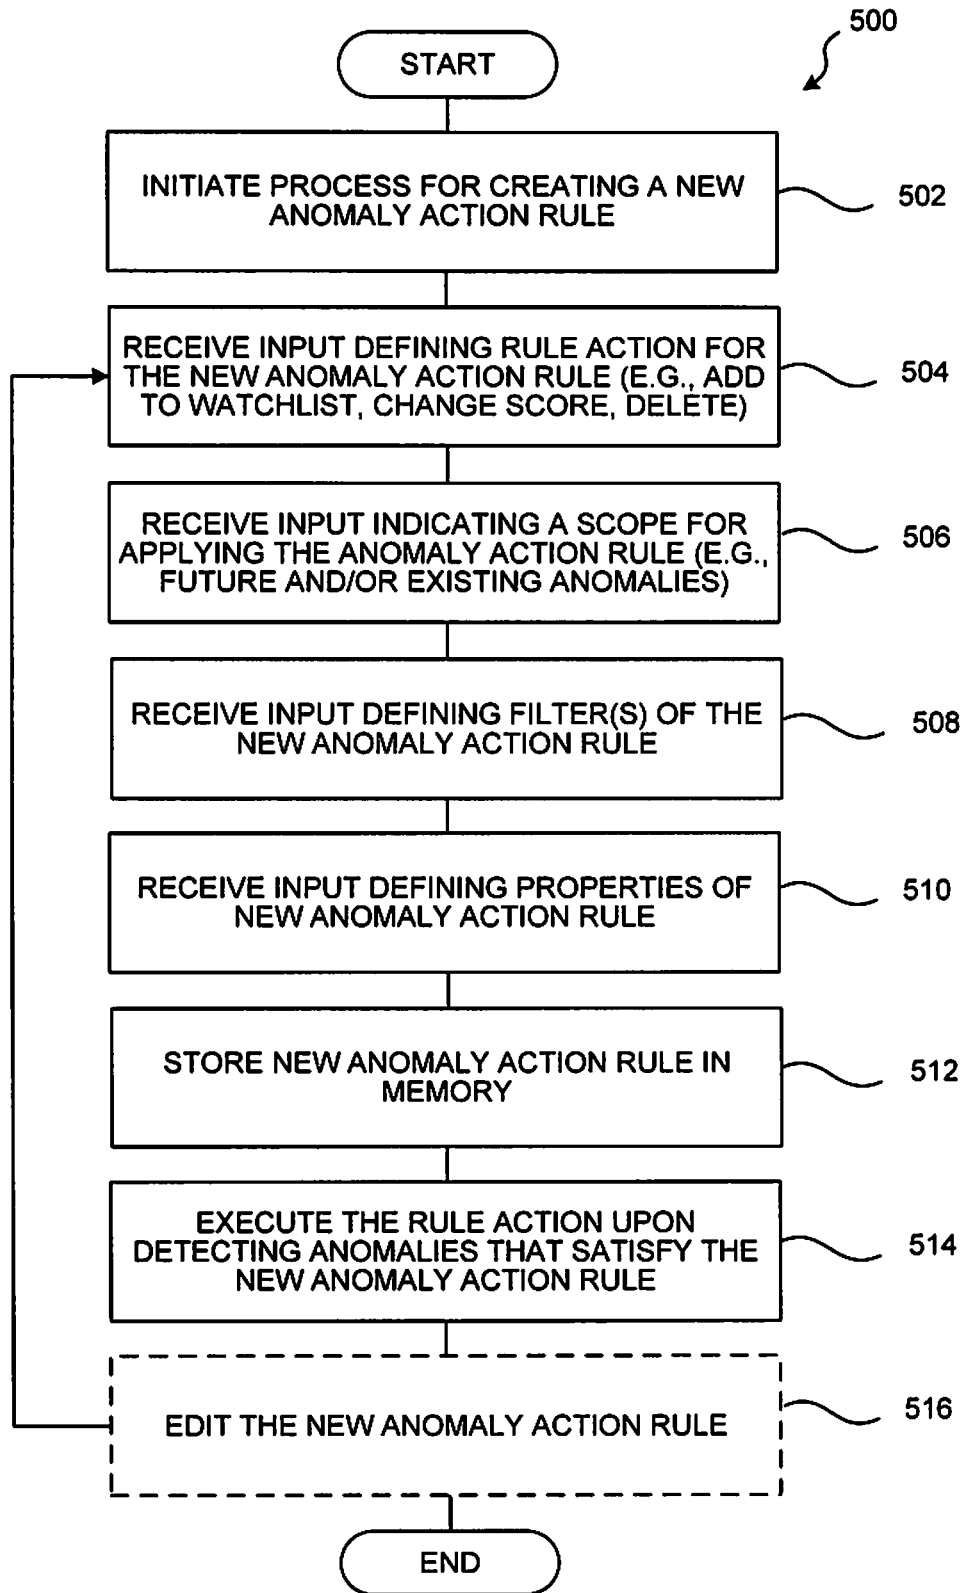 500
START
INITIATE PROCESS FOR CREATING A NEW
ANOMALY ACTION RULE
502
RECEIVE INPUT DEFINING RULE ACTION FOR
THE NEW ANOMALY ACTION RULE (E.G., ADD
TO WATCHLIST, CHANGE SCORE, DELETE)
504
RECEIVE INPUT INDICATING A SCOPE FOR
APPLYING THE ANOMALY ACTION RULE (E.G.,
FUTURE AND/OR EXISTING ANOMALIES)
506
RECEIVE INPUT DEFINING FILTER(S) OF THE
NEW ANOMALY ACTION RULE
508
RECEIVE INPUT DEFINING PROPERTIES OF
NEW ANOMALY ACTION RULE
510
STORE NEW ANOMALY ACTION RULE IN
MEMORY
512
EXECUTE THE RULE ACTION UPON
DETECTING ANOMALIES THAT SATISFY THE
NEW ANOMALY ACTION RULE
514
EDIT THE NEW ANOMALY ACTION RULE
516
END